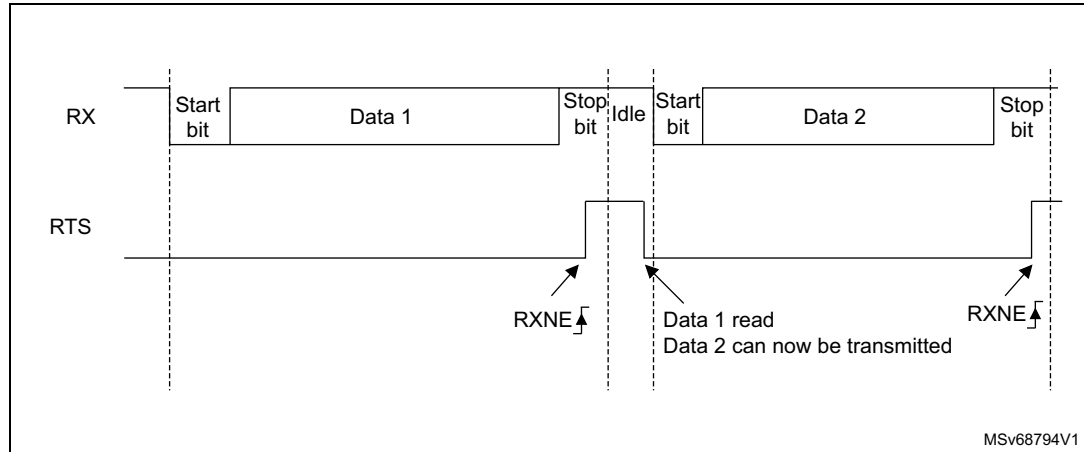 RX
Start bit
Data 1
Stop bit
Idle
Start bit
Data 2
Stop bit
RTS
RXNE
Data 1 read
Data 2 can now be transmitted
RXNE
MSv68794V1